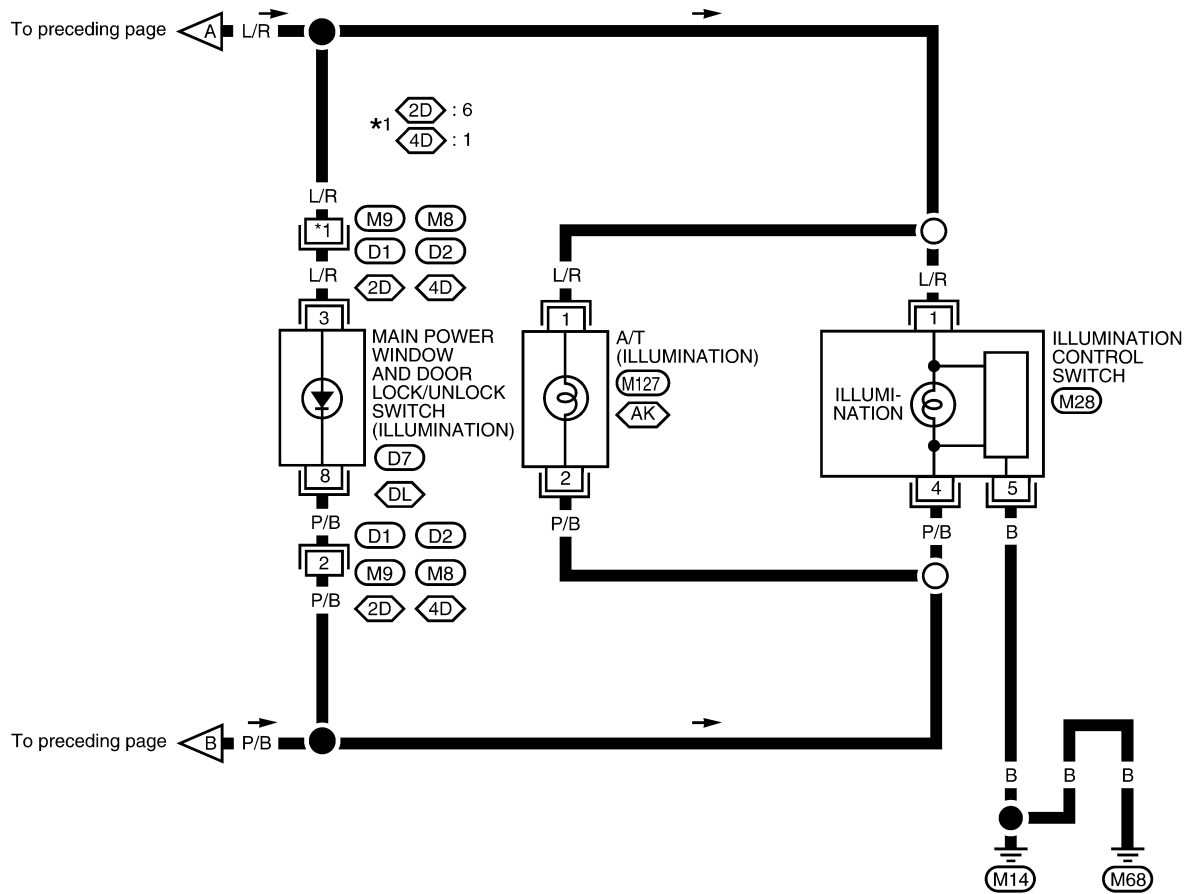 To preceding page A L/R
*1 2D : 6
4D : 1
L/R
*1 M9 M8
D1 D2
L/R 2D 4D
3
MAIN POWER
WINDOW
AND DOOR
LOCK/UNLOCK
SWITCH
(ILLUMINATION)
D7
8
DL
P/B
D1 D2
2
M9 M8
P/B
2D 4D
L/R
1
A/T
(ILLUMINATION)
M127
AK
2
P/B
L/R
1
ILLUMINATION
CONTROL
SWITCH
M28
ILLUMI-
NATION
4 5
P/B B
To preceding page B P/B
B B B
M14 M68